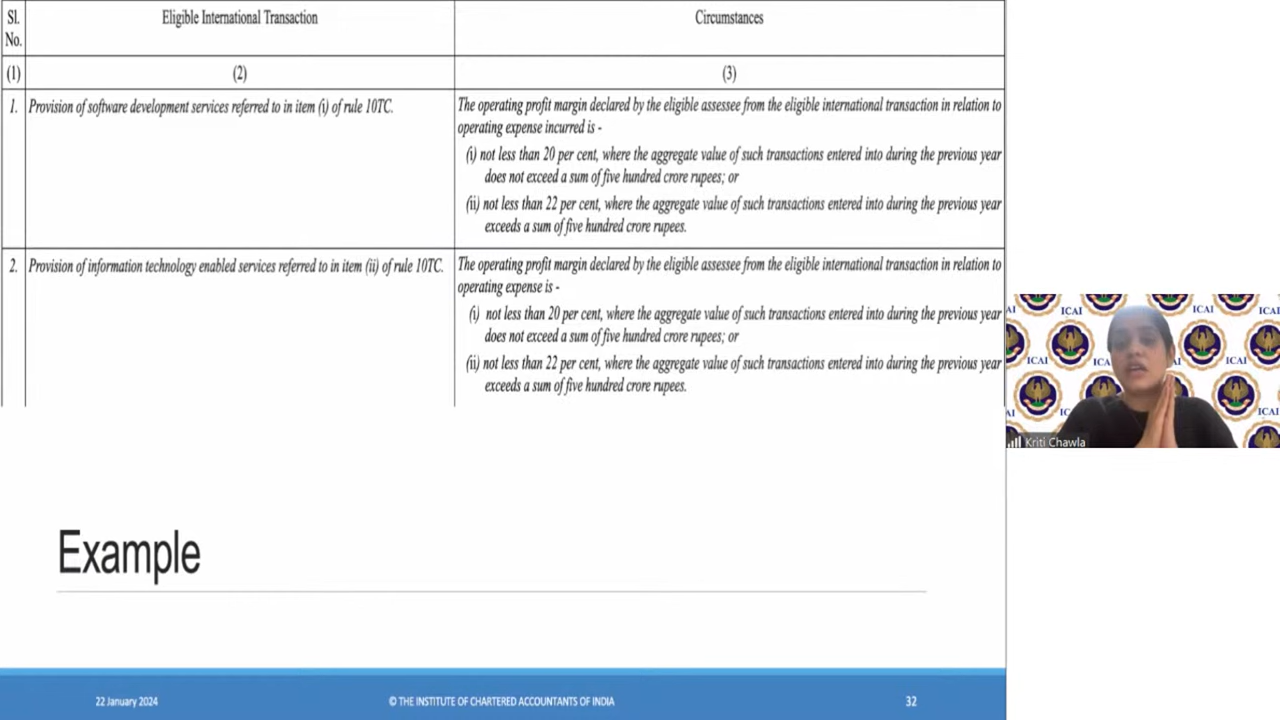 Sl.
No.
Eligible International Transaction
Circumstances
(1)
(2)
(3)
1.
Provision of software development services referred to in item (i) of rule 10TC.
The operating profit margin declared by the eligible assessee from the eligible international transaction in relation to
operating expense incurred is -
(i) not less than 20 per cent, where the aggregate value of such transactions entered into during the previous year
does not exceed a sum of five hundred crore rupees; or
(ii) not less than 22 per cent, where the aggregate value of such transactions entered into during the previous year
exceeds a sum of five hundred crore rupees.
2.
Provision of information technology enabled services referred to in item (ii) of rule 10TC.
The operating profit margin declared by the eligible assessee from the eligible international transaction in relation to
operating expense is -
(i) not less than 20 per cent, where the aggregate value of such transactions entered into during the previous year
does not exceed a sum of five hundred crore rupees; or
(ii) not less than 22 per cent, where the aggregate value of such transactions entered into during the previous year
exceeds a sum of five hundred crore rupees.
ICAI
ICAI
ICAI
ICAI
ICAI
ICAI
Kriti Chawla
Example
22 January 2024
© THE INSTITUTE OF CHARTERED ACCOUNTANTS OF INDIA
32